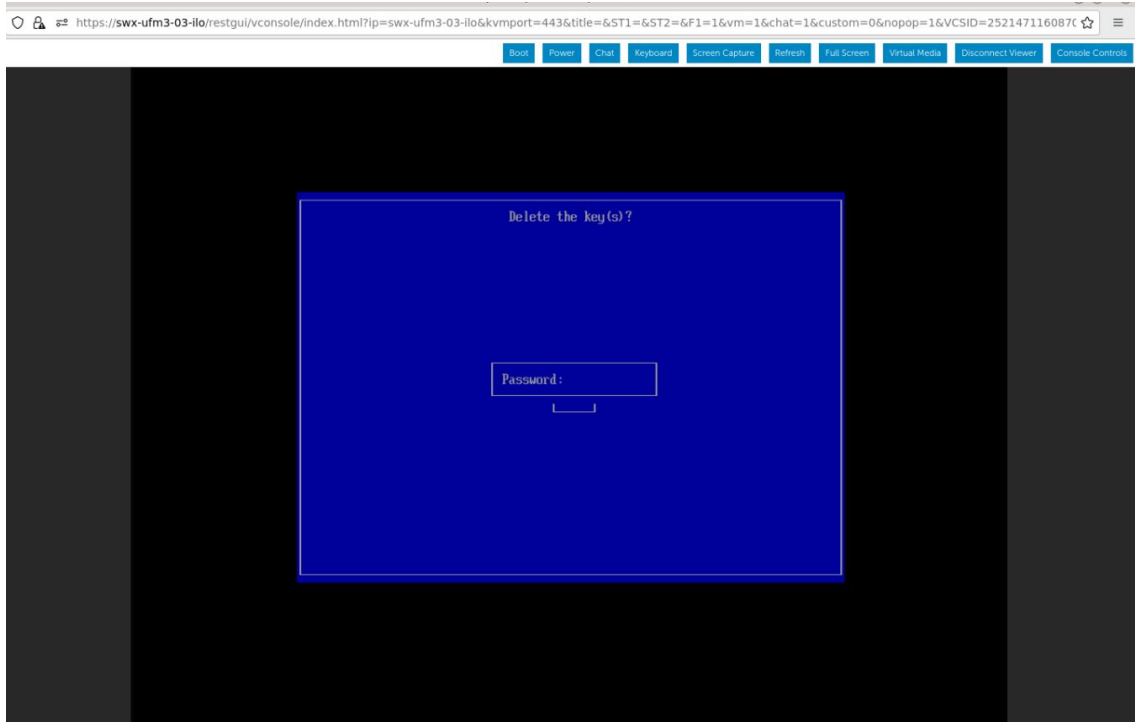 https://swx-ufm3-03-ilo/restgui/vconsole/index.html?ip=swx-ufm3-03-ilo&kvmport=443&title=&ST1=&ST2=&F1=1&vm=1&chat=1&custom=0&nopop=1&VCSID=252147116087
Boot Power Chat Keyboard Screen Capture Refresh Full Screen Virtual Media Disconnect Viewer Console Controls
Delete the key(s)?
Password: